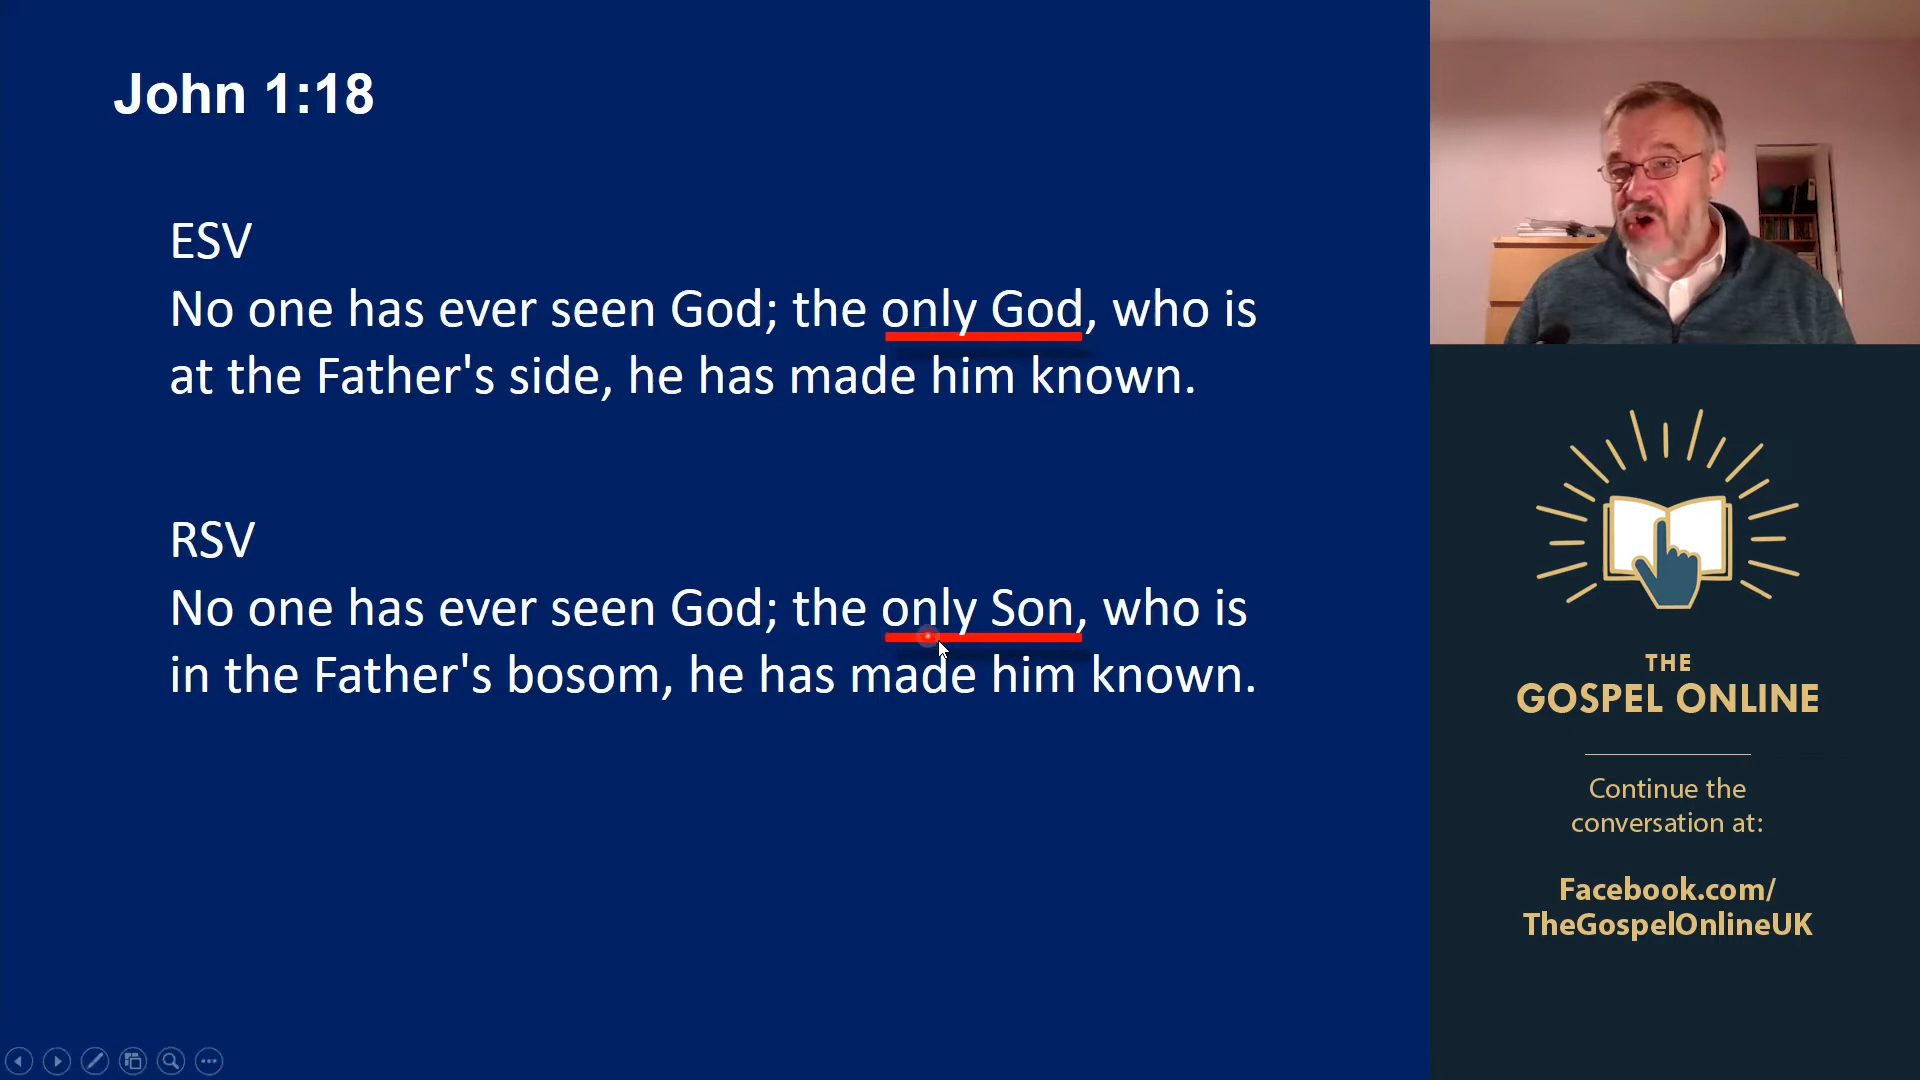 John 1:18
ESV
No one has ever seen God; the only God, who is
at the Father's side, he has made him known.
RSV
No one has ever seen God; the only Son, who is
in the Father's bosom, he has made him known.
THE
GOSPEL ONLINE
Continue the
conversation at:
Facebook.com/
TheGospelOnlineUK